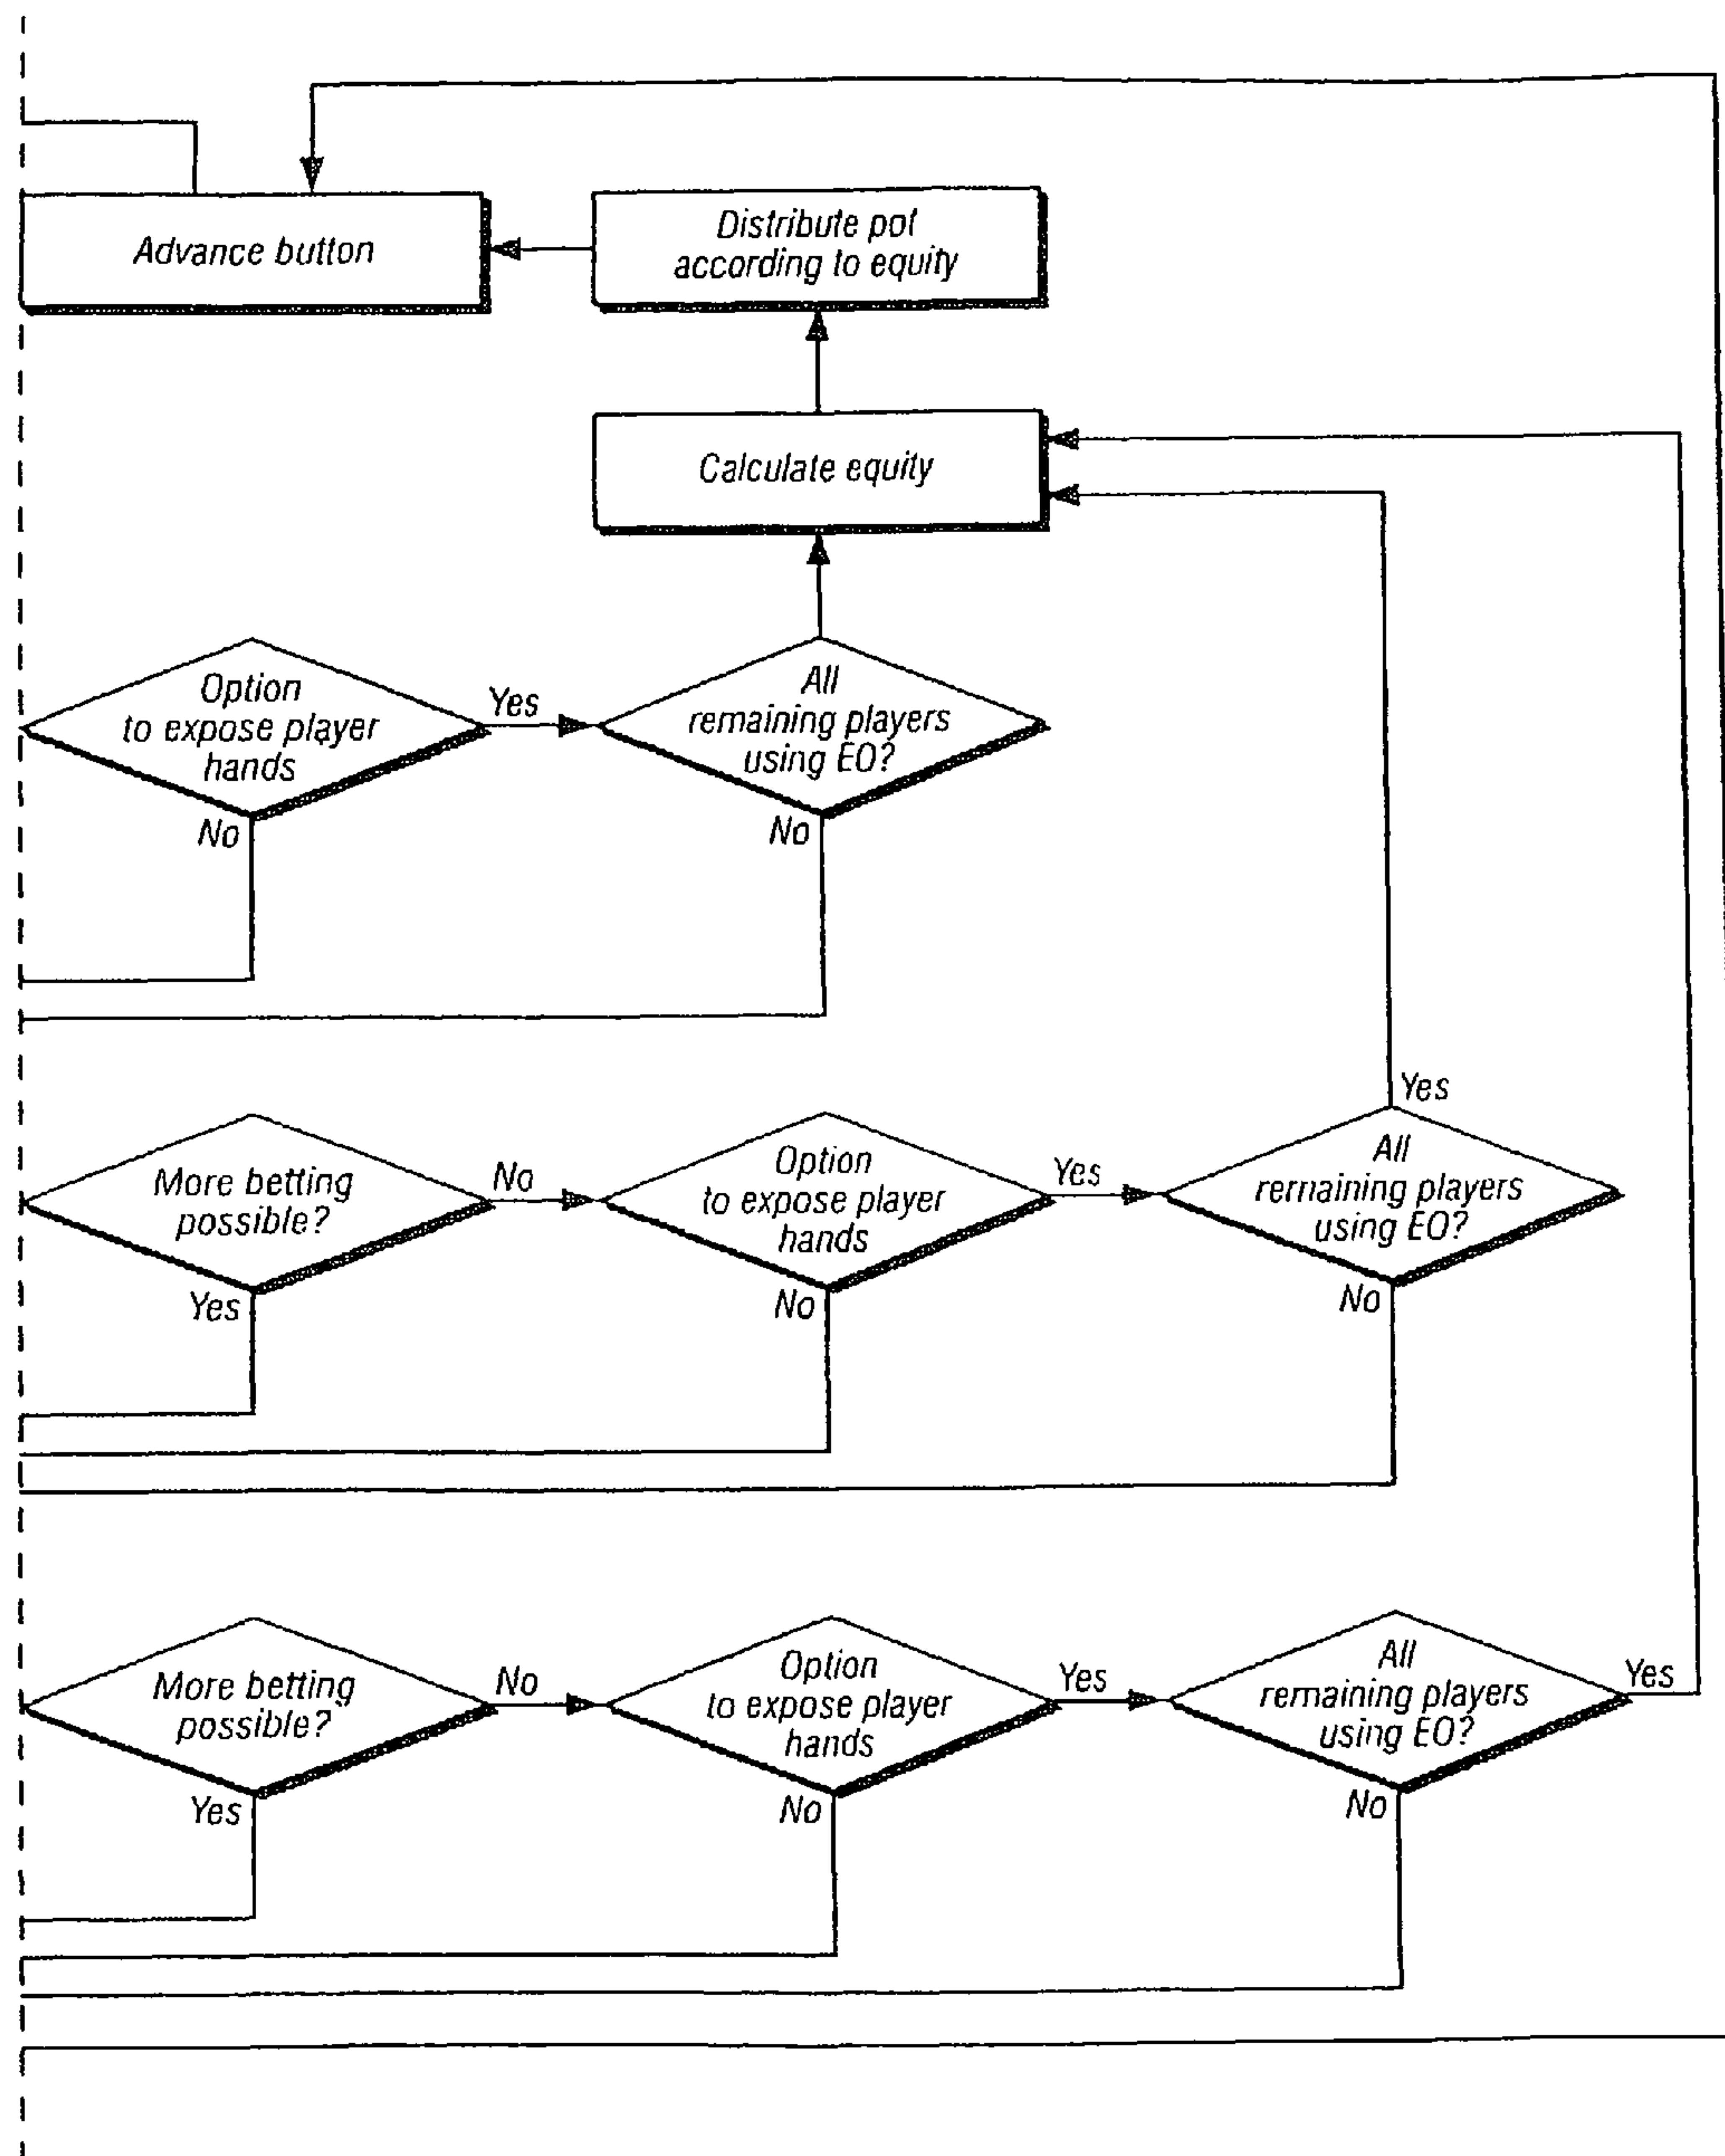 Advance button
Distribute pot
according to equity
Calculate equity
Option
to expose player
hands
Yes
All
remaining players
using EO?
No
No
More betting
possible?
No
Option
to expose player
hands
Yes
All
remaining players
using EO?
Yes
Yes
No
No
More betting
possible?
No
Option
to expose player
hands
Yes
All
remaining players
using EO?
Yes
Yes
No
No